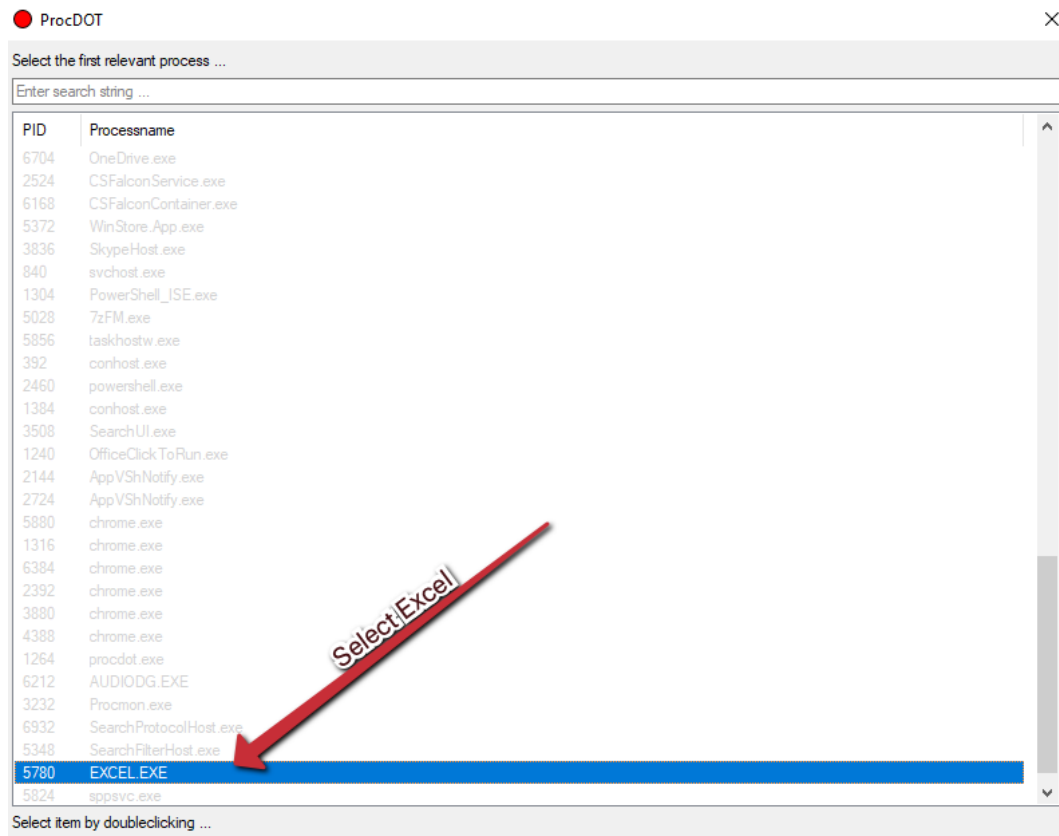 ProcDOT
Select the first relevant process ...
Enter search string ...
PID Processname
6704 OneDrive.exe
2524 CSFalconService.exe
6168 CSFalconContainer.exe
5372 WinStore.App.exe
3836 SkypeHost.exe
840 svchost.exe
1304 PowerShell_ISE.exe
5028 7zFM.exe
5856 taskhostw.exe
392 conhost.exe
2460 powershell.exe
1384 conhost.exe
3508 SearchUI.exe
1240 OfficeClickToRun.exe
2144 AppVShNotify.exe
2724 AppVShNotify.exe
5880 chrome.exe
1316 chrome.exe
6384 chrome.exe
2392 chrome.exe
3880 chrome.exe
4388 chrome.exe
Select Excel
1264 procdot.exe
6212 AUDIODG.EXE
3232 Procmon.exe
6932 SearchProtocolHost.exe
5348 SearchFilterHost.exe
5780 EXCEL.EXE
5824 sppsvc.exe
Select item by doubleclicking ...